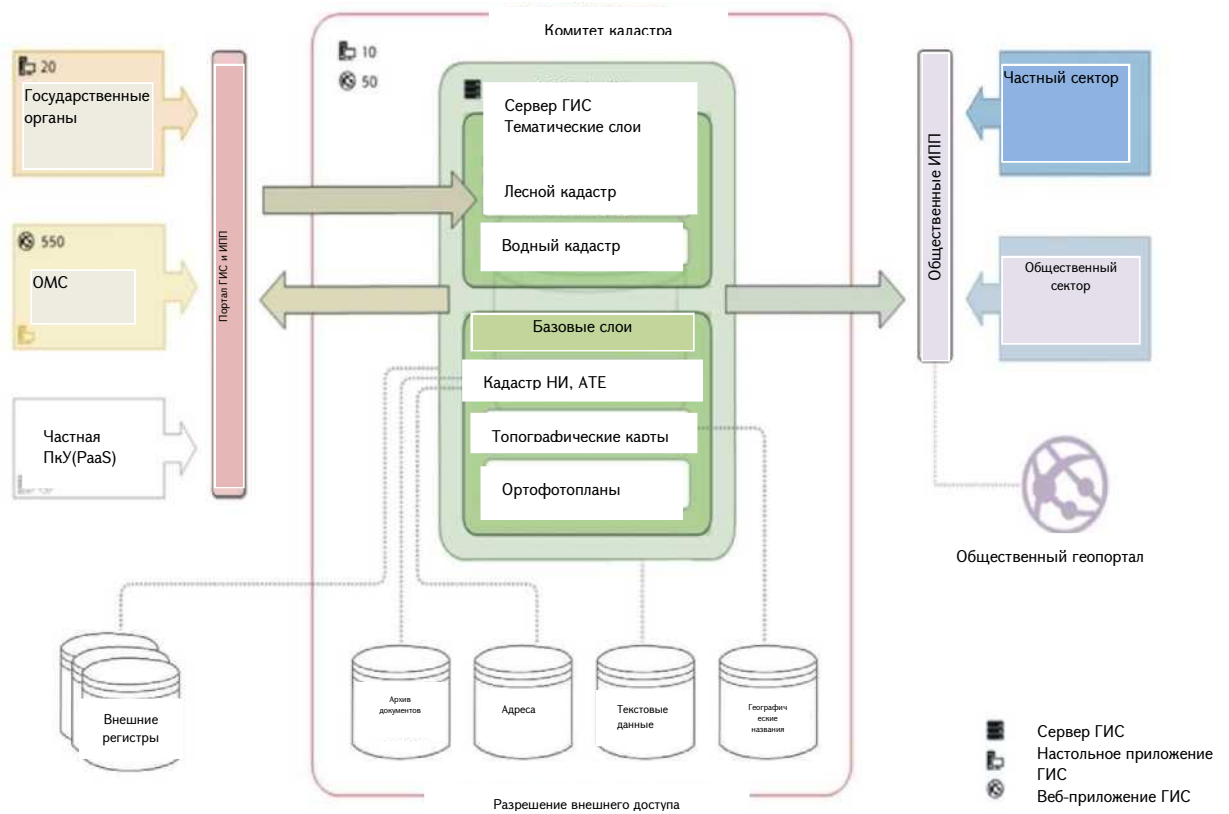 Комитет кадастра
10
50
20
Государственные
органы
550
ОМС
Частная
ПкУ(PaaS)
Портал ГИС и ИПП
Сервер ГИС
Тематические слои
Лесной кадастр
Водный кадастр
Базовые слои
Кадастр НИ, АТЕ
Топографические карты
Ортофотопланы
Общественные ИПП
Частный сектор
Общественный
сектор
Общественный геопортал
Внешние
регистры
Архив
документов
Адреса
Текстовые
данные
Географич
еские
названия
Разрешение внешнего доступа
Сервер ГИС
Настольное приложение
ГИС
Веб-приложение ГИС